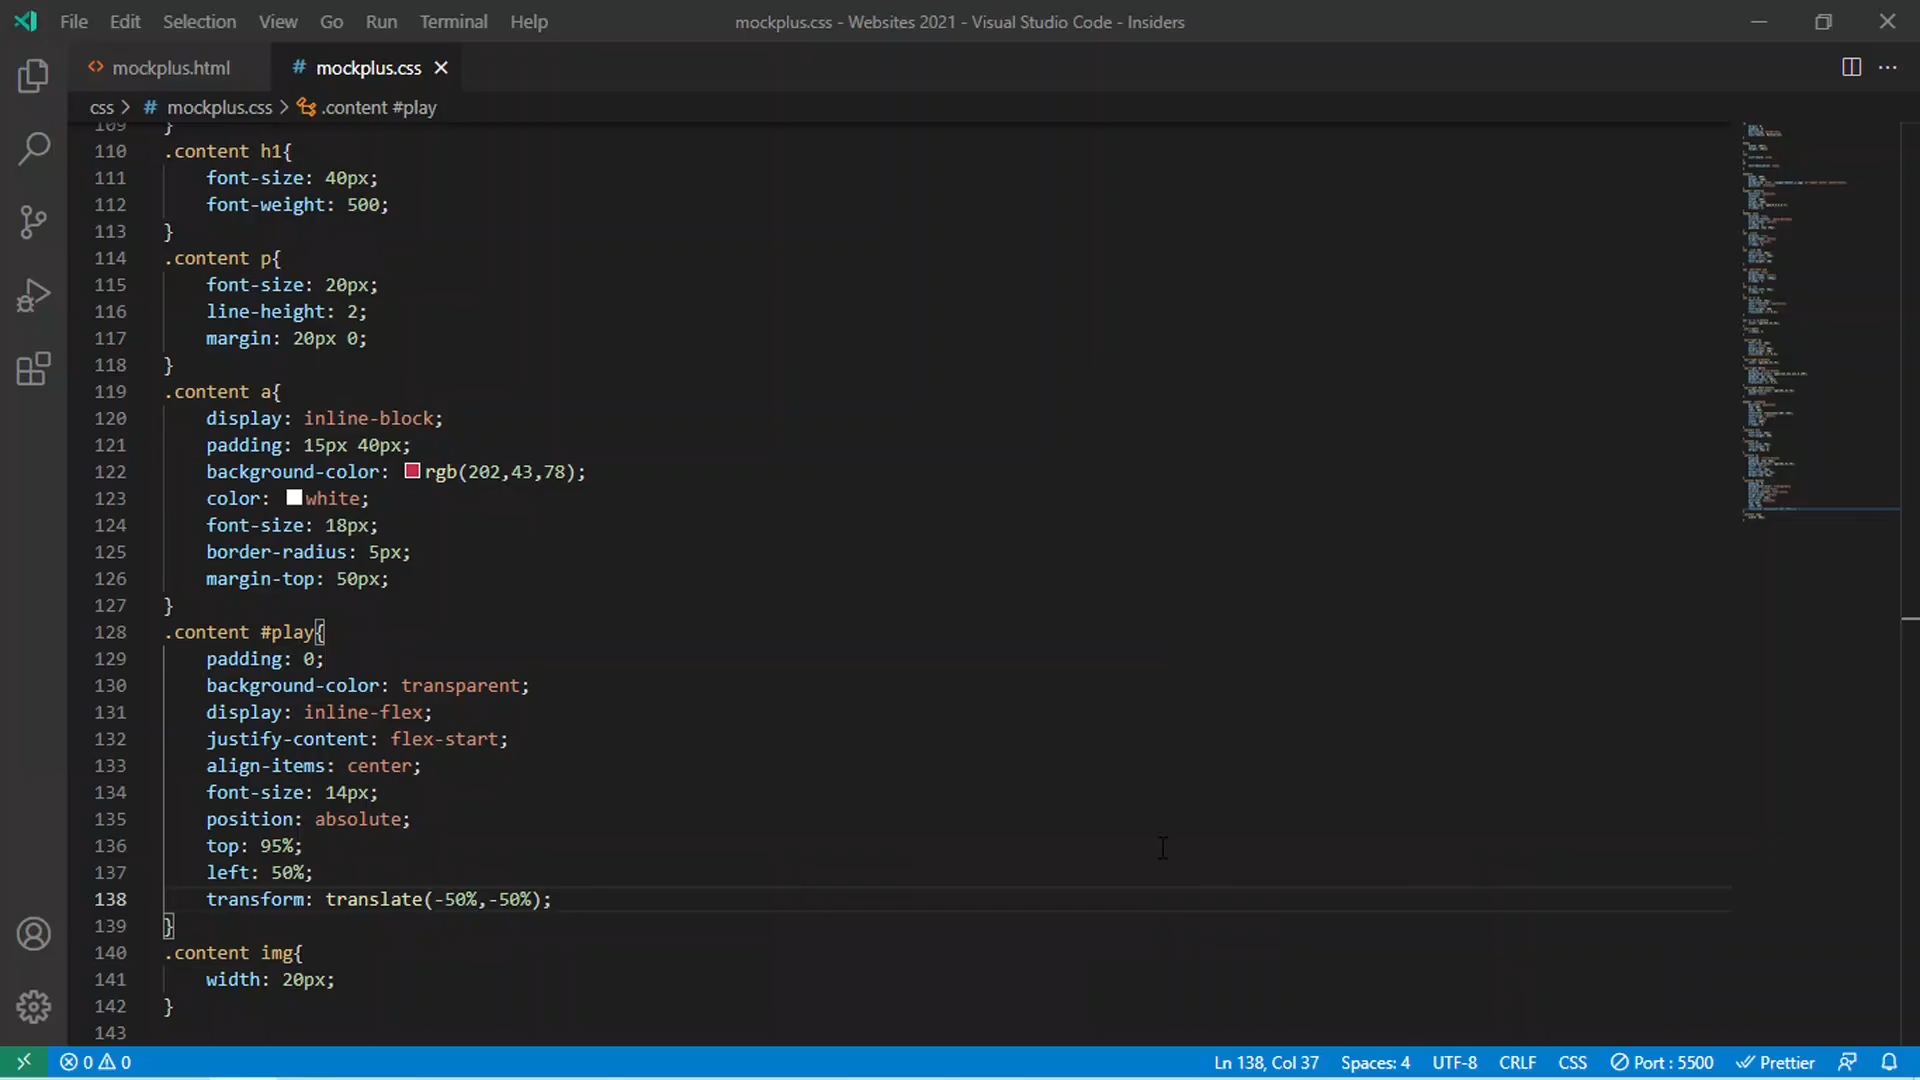 File Edit Selection View Go Run Terminal Help mockplus.css - Websites 2021 - Visual Studio Code - Insiders
<> mockplus.html # mockplus.css ×
css > # mockplus.css > .content #play
109 }
110 .content h1{
111 font-size: 40px;
112 font-weight: 500;
113 }
114 .content p{
115 font-size: 20px;
116 line-height: 2;
117 margin: 20px 0;
118 }
119 .content a{
120 display: inline-block;
121 padding: 15px 40px;
122 background-color: rgb(202,43,78);
123 color: white;
124 font-size: 18px;
125 border-radius: 5px;
126 margin-top: 50px;
127 }
128 .content #play{
129 padding: 0;
130 background-color: transparent;
131 display: inline-flex;
132 justify-content: flex-start;
133 align-items: center;
134 font-size: 14px;
135 position: absolute;
136 top: 95%;
137 left: 50%;
138 transform: translate(-50%,-50%);
139 }
140 .content img{
141 width: 20px;
142 }
143
0 0 Ln 138, Col 37 Spaces: 4 UTF-8 CRLF CSS Port : 5500 Prettier